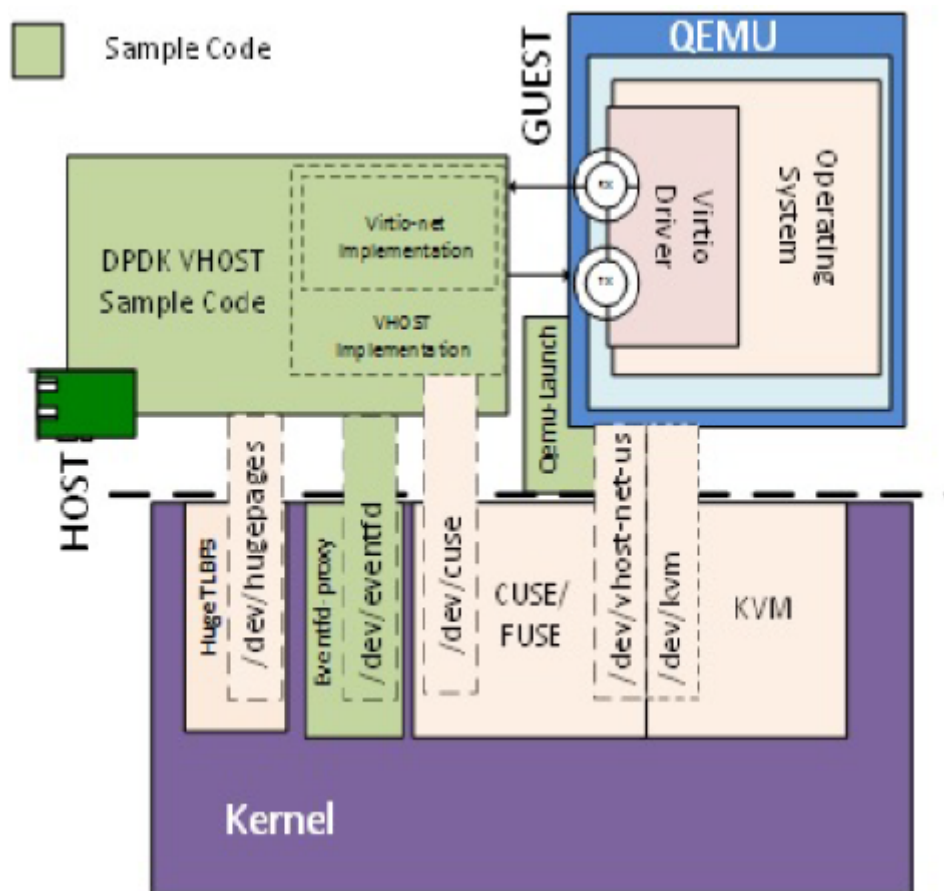 Sample Code
GUEST
QEMU
Operating
System
Virtio
Driver
tx
tx
Virtio-net
Implementation
DPDK VHOST
Sample Code
VHOST
Implementation
Qemu-Launch
HOST
HugeTLBFS
/dev/hugepages
Eventfd-proxy
/dev/eventfd
/dev/cuse
CUSE/
FUSE
/dev/vhost-net-us
/dev/kvm
KVM
Kernel